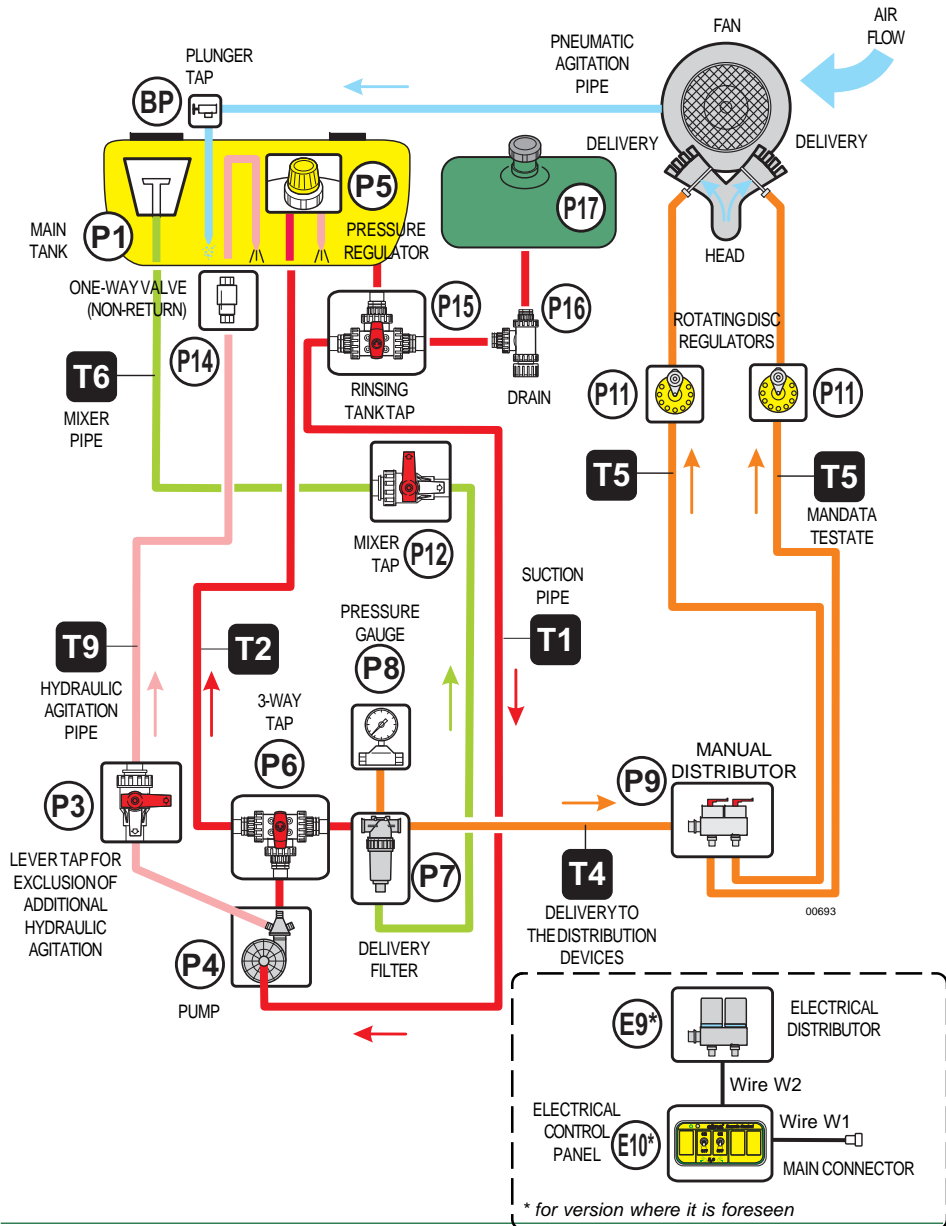 FAN
AIR
FLOW
PNEUMATIC
AGITATION
PIPE
PLUNGER
TAP
BP
DELIVERY
DELIVERY
P5
P17
MAIN
TANK
P1
PRESSURE
REGULATOR
HEAD
ONE-WAY VALVE
(NON-RETURN)
P14
P15
P16
ROTATING DISC
REGULATORS
T6
MIXER
PIPE
RINSING
TANK TAP
DRAIN
P11
P11
T5
T5
MANDATA
TESTATE
MIXER
TAP
P12
SUCTION
PIPE
T1
PRESSURE
GAUGE
P8
T9
HYDRAULIC
AGITATION
PIPE
T2
3-WAY
TAP
P6
P3
LEVER TAP FOR
EXCLUSION OF
ADDITIONAL
HYDRAULIC
AGITATION
P4
PUMP
P7
DELIVERY
FILTER
P9
MANUAL
DISTRIBUTOR
T4
DELIVERY TO
THE DISTRIBUTION
DEVICES
00693
E9*
ELECTRICAL
DISTRIBUTOR
Wire W2
ELECTRICAL
CONTROL
PANEL
E10*
Wire W1
MAIN CONNECTOR
* for version where it is foreseen